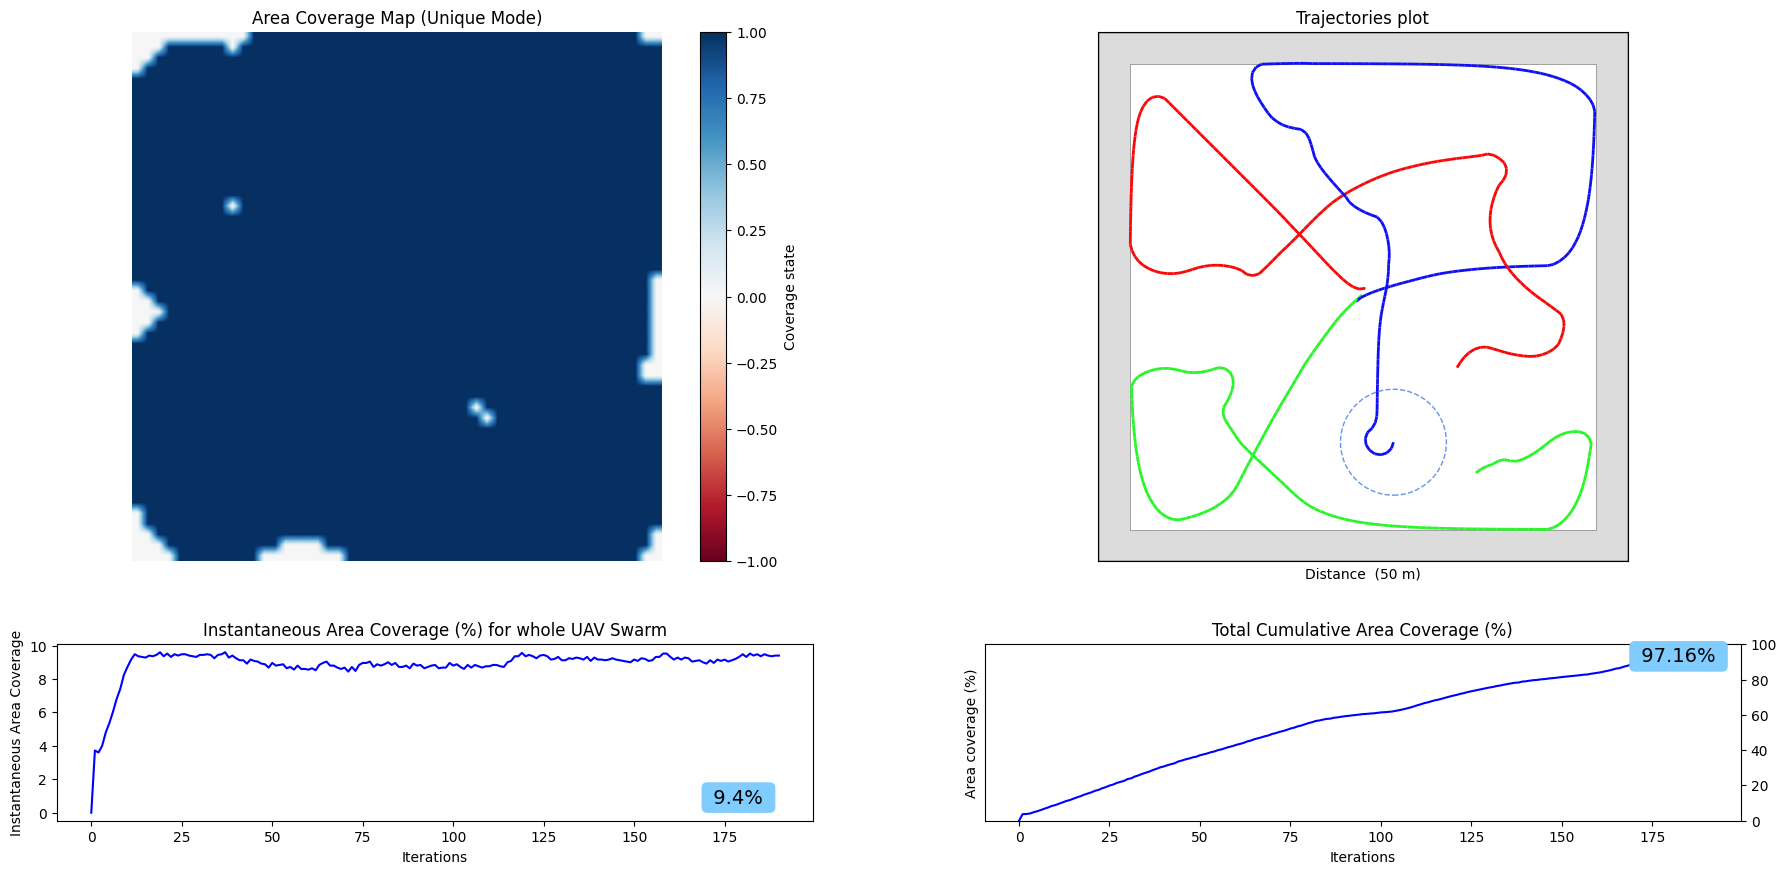 Area Coverage Map (Unique Mode)
1.00
0.75
0.50
0.25
0.00
−0.25
−0.50
−0.75
−1.00
Coverage state
Trajectories plot
Distance  (50 m)
Instantaneous Area Coverage (%) for whole UAV Swarm
Instantaneous Area Coverage
10
8
6
4
2
0
9.4%
0 25 50 75 100 125 150 175
Iterations
Total Cumulative Area Coverage (%)
Area coverage (%)
97.16%
100
80
60
40
20
0
0 25 50 75 100 125 150 175
Iterations